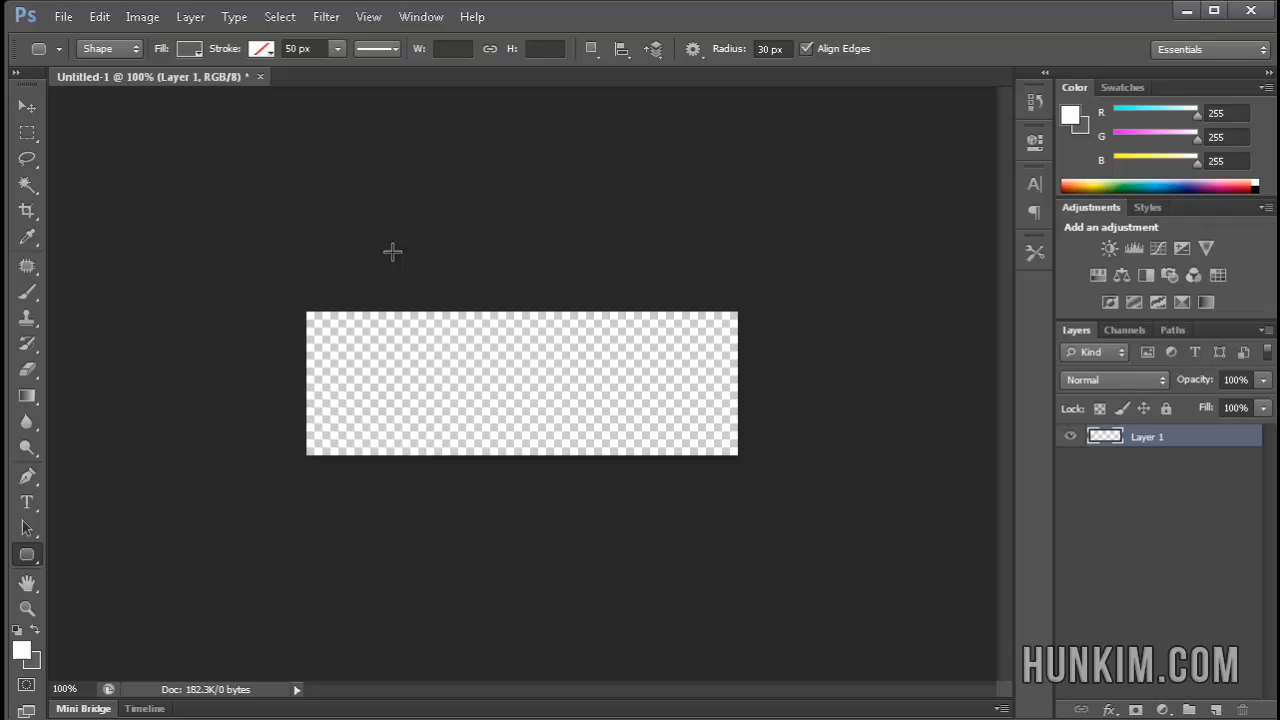 Ps File Edit Image Layer Type Select Filter View Window Help
Shape Fill: Stroke: 50 px W: H: Radius: 30 px Align Edges Essentials
Untitled-1 @ 100% (Layer 1, RGB/8) * ×
Color Swatches
R 255
G 255
B 255
Adjustments Styles
Add an adjustment
Layers Channels Paths
Kind
Normal Opacity: 100%
Lock: Fill: 100%
Layer 1
HUNKIM.COM
100% Doc: 182.3K/0 bytes
Mini Bridge Timeline